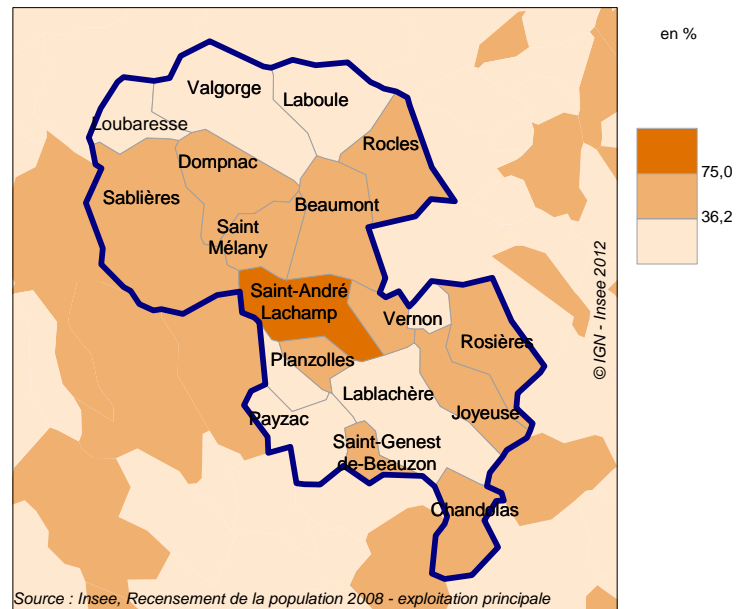 en %
75,0
36,2
Valgorge
Laboule
Loubaresse
Rocles
Dompnac
Sablières
Beaumont
Saint
Mélany
© IGN - Insee 2012
Saint-André
Lachamp
Vernon
Rosières
Planzolles
Lablachère
Joyeuse
Payzac
Saint-Genest
de-Beauzon
Chandolas
Source : Insee, Recensement de la population 2008 - exploitation principale